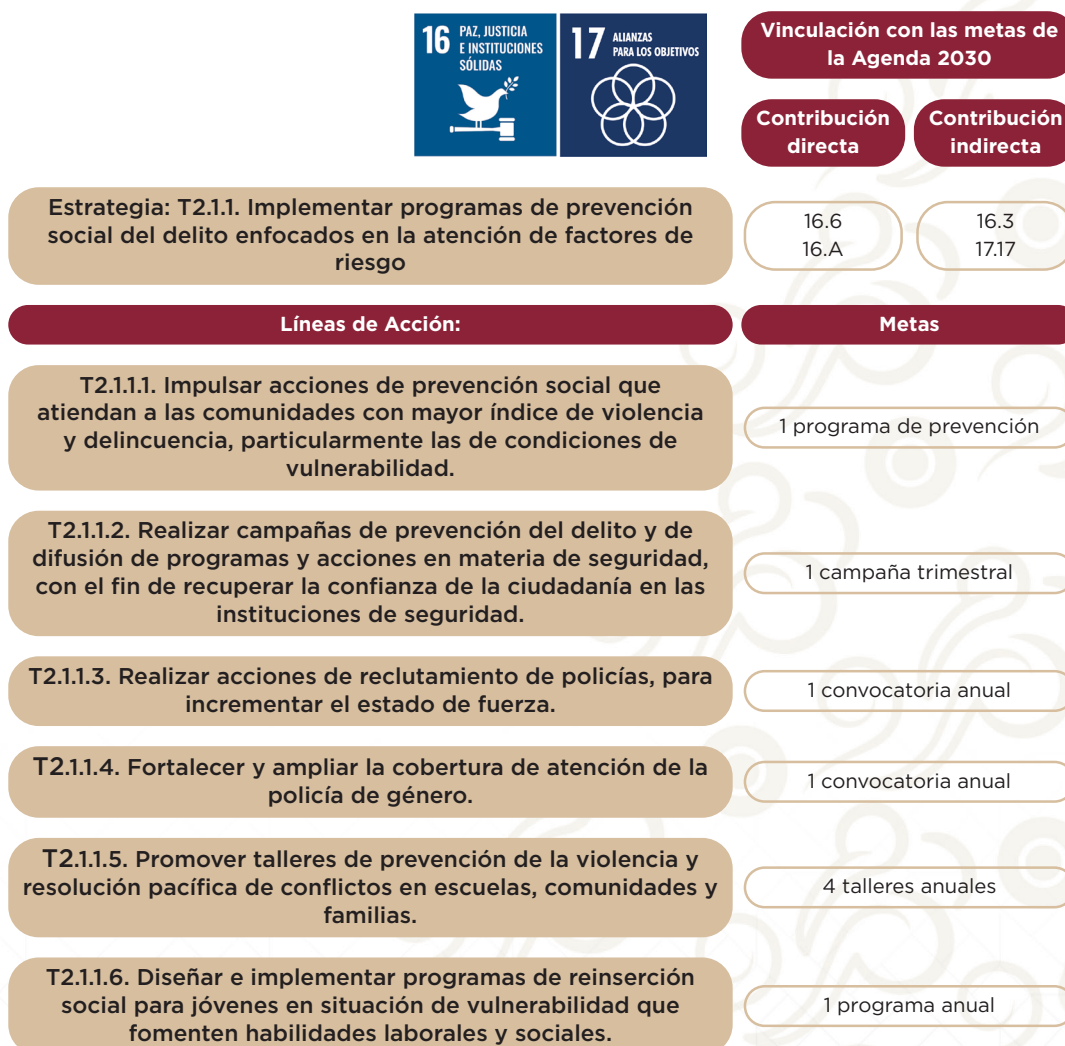 16 PAZ, JUSTICIA
E INSTITUCIONES
SÓLIDAS
17 ALIANZAS
PARA LOS OBJETIVOS
Vinculación con las metas de
la Agenda 2030
Contribución
directa
Contribución
indirecta
Estrategia: T2.1.1. Implementar programas de prevención
social del delito enfocados en la atención de factores de
riesgo
16.6
16.A
16.3
17.17
Líneas de Acción:
Metas
T2.1.1.1. Impulsar acciones de prevención social que
atiendan a las comunidades con mayor índice de violencia
y delincuencia, particularmente las de condiciones de
vulnerabilidad.
1 programa de prevención
T2.1.1.2. Realizar campañas de prevención del delito y de
difusión de programas y acciones en materia de seguridad,
con el fin de recuperar la confianza de la ciudadanía en las
instituciones de seguridad.
1 campaña trimestral
T2.1.1.3. Realizar acciones de reclutamiento de policías, para
incrementar el estado de fuerza.
1 convocatoria anual
T2.1.1.4. Fortalecer y ampliar la cobertura de atención de la
policía de género.
1 convocatoria anual
T2.1.1.5. Promover talleres de prevención de la violencia y
resolución pacífica de conflictos en escuelas, comunidades y
familias.
4 talleres anuales
T2.1.1.6. Diseñar e implementar programas de reinserción
social para jóvenes en situación de vulnerabilidad que
fomenten habilidades laborales y sociales.
1 programa anual